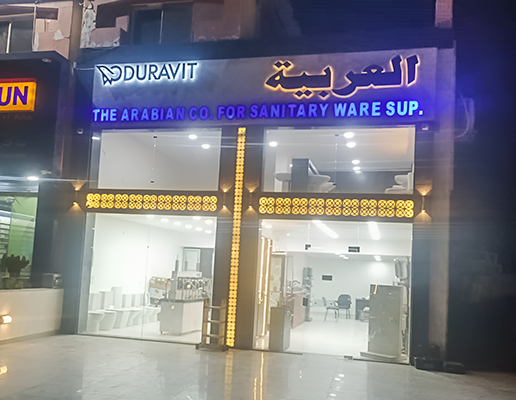 DURAVIT العربية
THE ARABIAN CO. FOR SANITARY WARE SUP.
UN